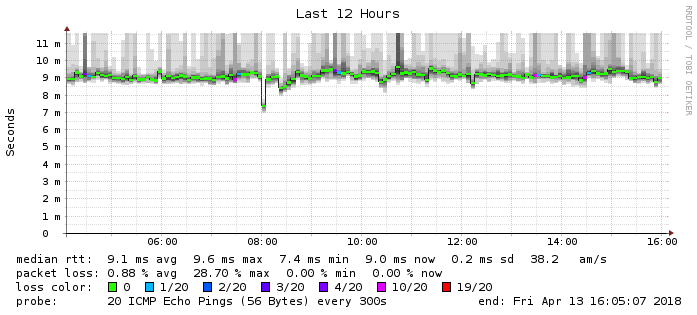 Last 12 Hours
RRDTOOL / TOBI OETIKER
Seconds
11 m
10 m
9 m
8 m
7 m
6 m
5 m
4 m
3 m
2 m
1 m
0
06:00 08:00 10:00 12:00 14:00 16:00
median rtt: 9.1 ms avg 9.6 ms max 7.4 ms min 9.0 ms now 0.2 ms sd 38.2 am/s
packet loss: 0.88 % avg 28.70 % max 0.00 % min 0.00 % now
loss color: 0 1/20 2/20 3/20 4/20 10/20 19/20
probe: 20 ICMP Echo Pings (56 Bytes) every 300s end: Fri Apr 13 16:05:07 2018